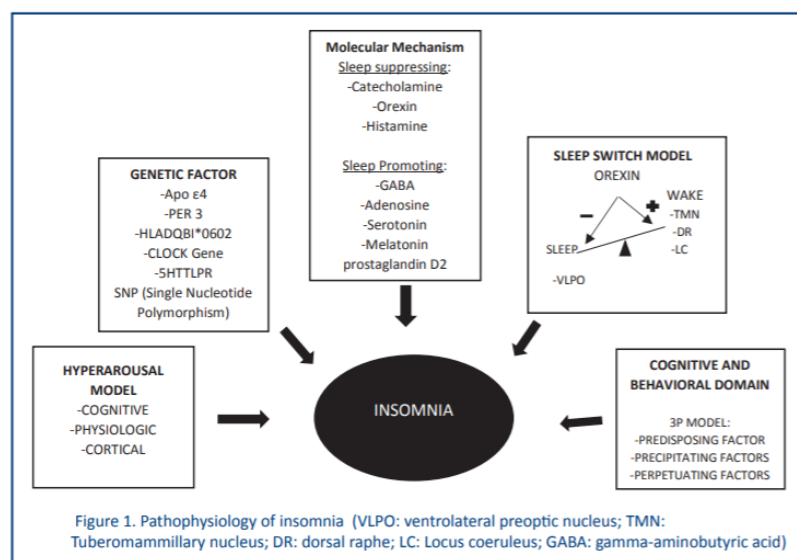 Molecular Mechanism
Sleep suppressing:
-Catecholamine
-Orexin
-Histamine
Sleep Promoting:
-GABA
-Adenosine
-Serotonin
-Melatonin
prostaglandin D2
GENETIC FACTOR
-Apo ε4
-PER 3
-HLADQBI*0602
-CLOCK Gene
-5HTTLPR
SNP (Single Nucleotide
Polymorphism)
SLEEP SWITCH MODEL
OREXIN
WAKE
-TMN
-DR
-LC
SLEEP
-VLPO
HYPERAROUSAL
MODEL
-COGNITIVE
-PHYSIOLOGIC
-CORTICAL
INSOMNIA
COGNITIVE AND
BEHAVIORAL DOMAIN
3P MODEL:
-PREDISPOSING FACTOR
-PRECIPITATING FACTORS
-PERPETUATING FACTORS
Figure 1. Pathophysiology of insomnia (VLPO: ventrolateral preoptic nucleus; TMN:
Tuberomammillary nucleus; DR: dorsal raphe; LC: Locus coeruleus; GABA: gamma-aminobutyric acid)